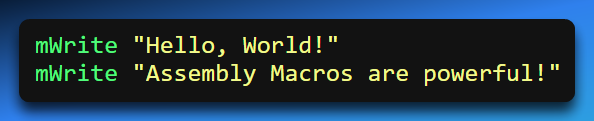 mWrite "Hello, World!"
mWrite "Assembly Macros are powerful!"